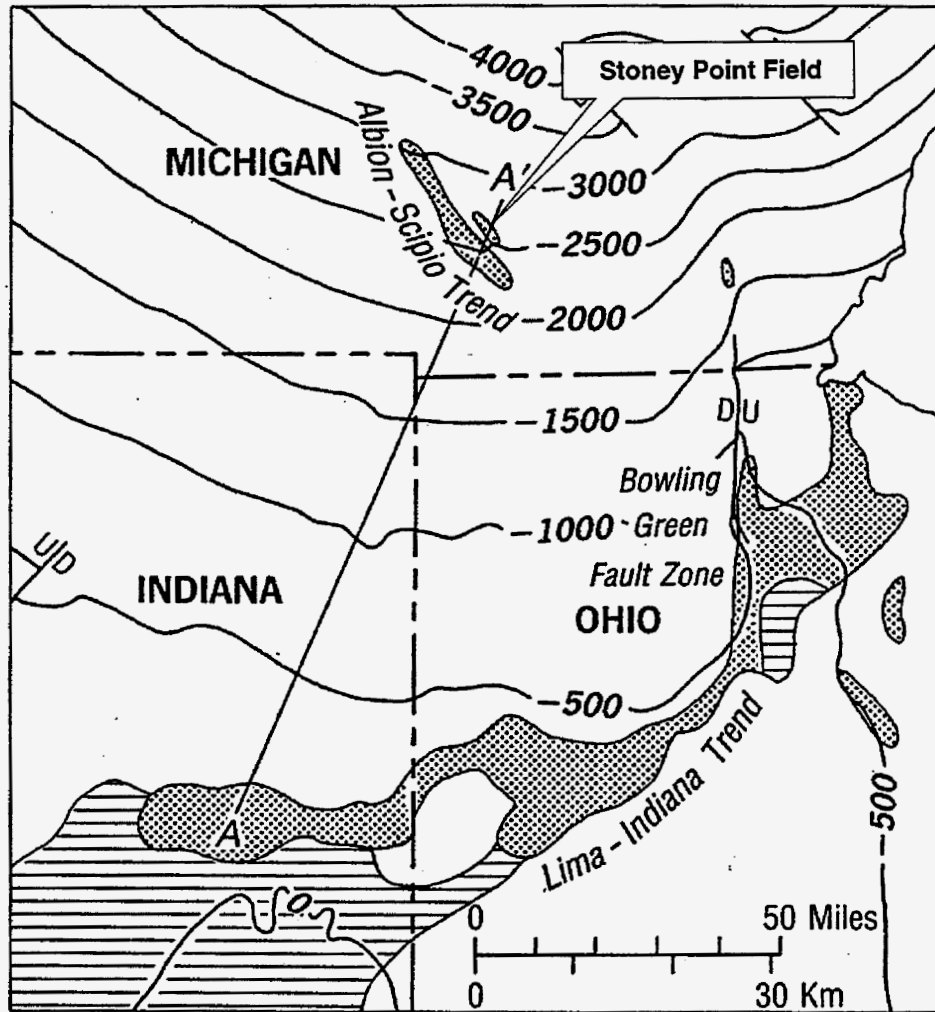 -4000
Stoney Point Field
-3500
Albion - Scipio Trend
MICHIGAN
A'
-3000
-2500
-2000
-1500
D U
Bowling
Green
Fault Zone
-1000
U/D
INDIANA
OHIO
-500
A
Lima - Indiana Trend
-500
0
0 50 Miles
0 30 Km